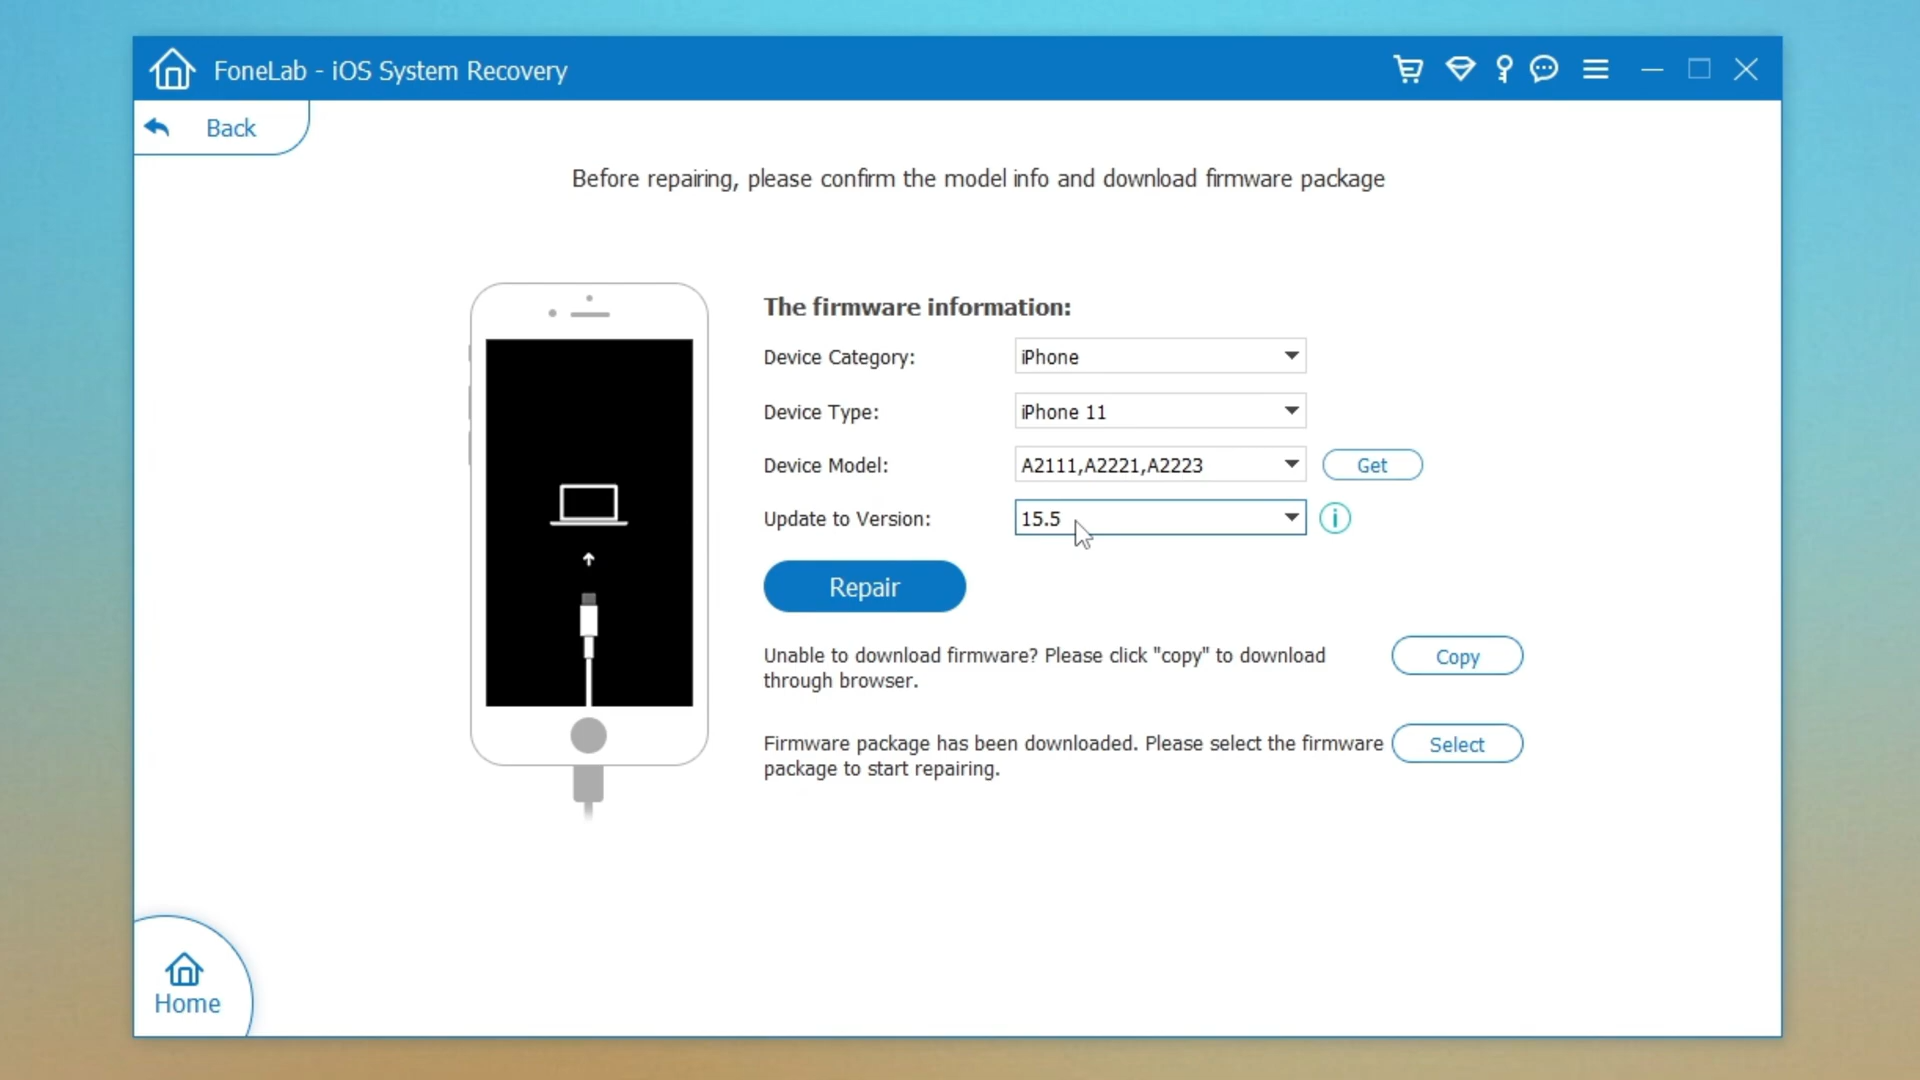 FoneLab - iOS System Recovery
Back
Before repairing, please confirm the model info and download firmware package
The firmware information:
Device Category: iPhone
Device Type: iPhone 11
Device Model: A2111,A2221,A2223 Get
Update to Version: 15.5
Repair
Unable to download firmware? Please click "copy" to download
through browser.
Copy
Firmware package has been downloaded. Please select the firmware
package to start repairing.
Select
Home